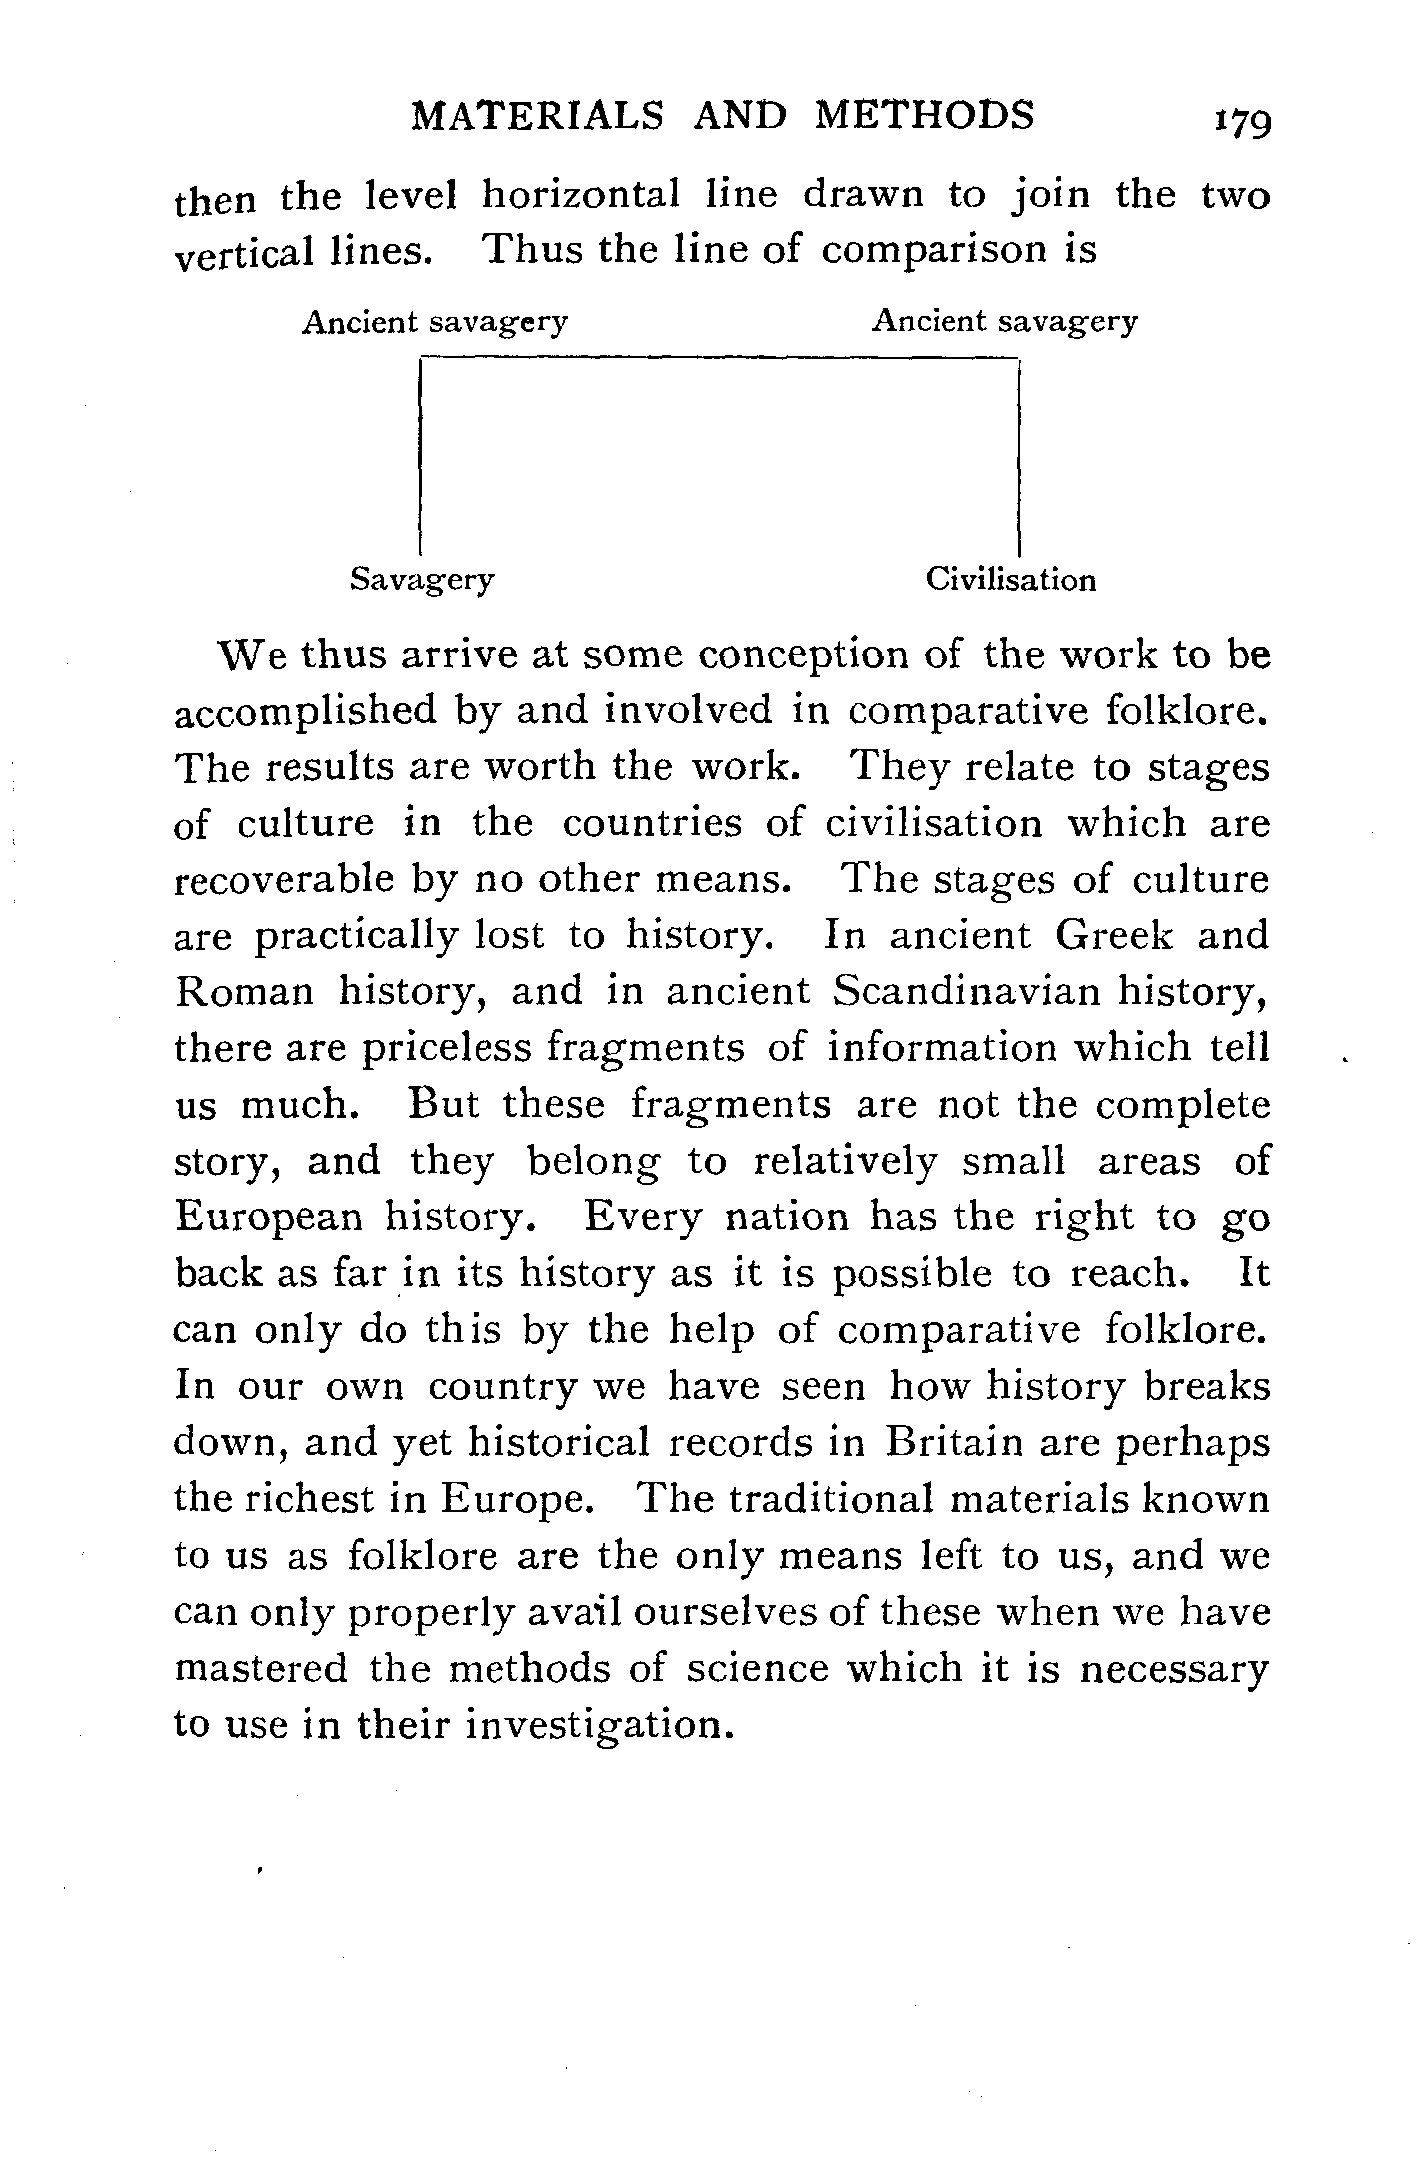 MATERIALS AND METHODS 179
then the level horizontal line drawn to join the two
vertical lines. Thus the line of comparison is
Ancient savagery Ancient savagery
Savagery Civilisation
We thus arrive at some conception of the work to be
accomplished by and involved in comparative folklore.
The results are worth the work. They relate to stages
of culture in the countries of civilisation which are
recoverable by no other means. The stages of culture
are practically lost to history. In ancient Greek and
Roman history, and in ancient Scandinavian history,
there are priceless fragments of information which tell
us much. But these fragments are not the complete
story, and they belong to relatively small areas of
European history. Every nation has the right to go
back as far in its history as it is possible to reach. It
can only do this by the help of comparative folklore.
In our own country we have seen how history breaks
down, and yet historical records in Britain are perhaps
the richest in Europe. The traditional materials known
to us as folklore are the only means left to us, and we
can only properly avail ourselves of these when we have
mastered the methods of science which it is necessary
to use in their investigation.